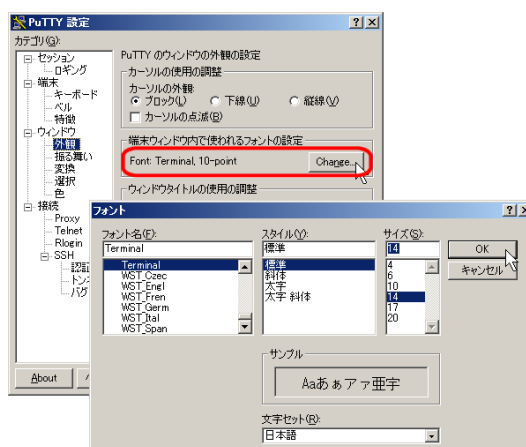 PuTTY 設定
カテゴリ(G):
セッション
ロギング
端末
キーボード
ベル
特徴
ウィンドウ
外観
振る舞い
変換
選択
色
接続
Proxy
Telnet
Rlogin
SSH
バグ
About
PuTTY のウィンドウの外観の設定
カーソルの使用の調整
カーソルの外観:
ブロック(L)
下線(U)
縦線(V)
カーソルの点滅(B)
端末ウィンドウ内で使われるフォントの設定
Font: Terminal, 10-point
Change...
ウィンドウタイトルの使用の調整
フォント
フォント名(F):
Terminal
Terminal
WST_Czec
WST_Engl
WST_Fren
WST_Germ
WST_Ital
WST_Span
スタイル(Y):
標準
標準
斜体
太字
太字 斜体
サイズ(S):
14
4
6
10
14
17
20
OK
キャンセル
サンプル
Aaあぁアァ亜宇
文字セット(R):
日本語